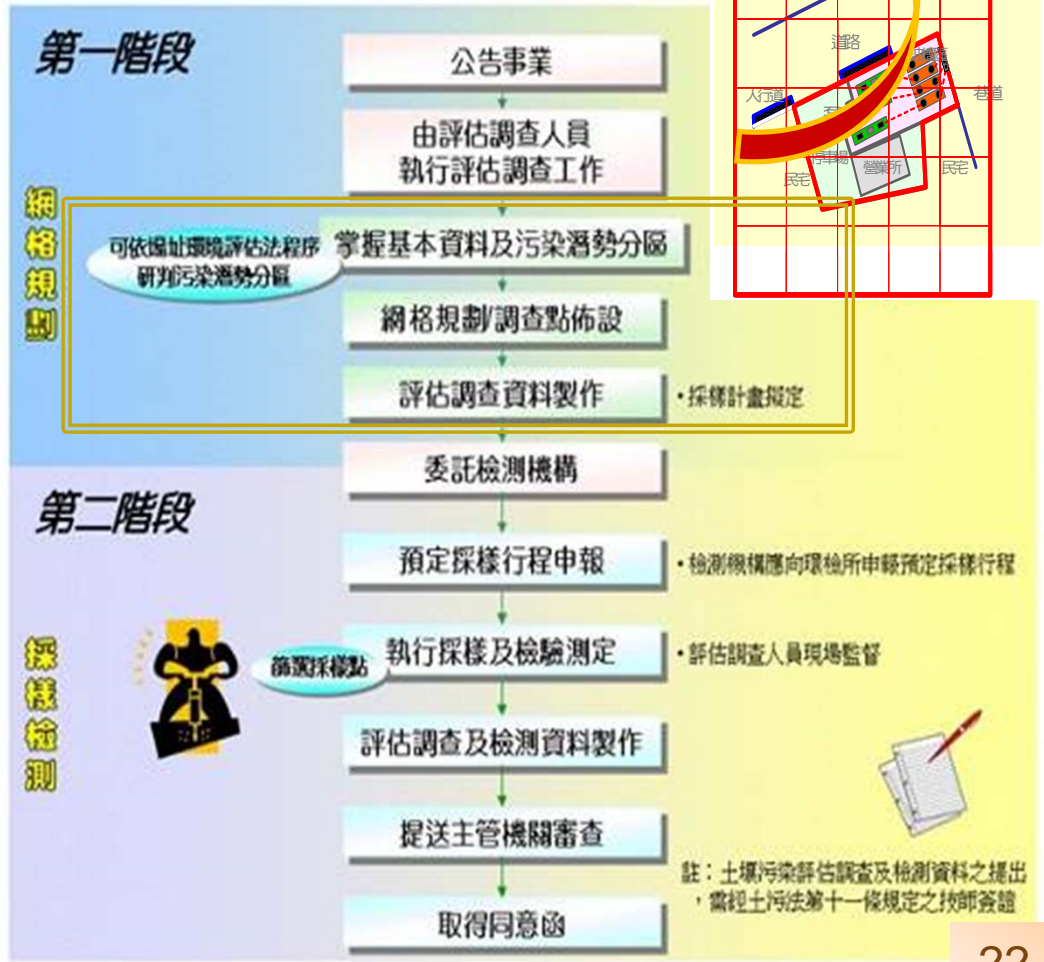 第一階段
公告事業
由評估調查人員
執行評估調查工作
道路
人行道
巷道
停車場
營業所
民宅
民宅
網格規劃
可依場址環境評估法程序
研判污染潛勢分區
掌握基本資料及污染潛勢分區
網格規劃/調查點佈設
評估調查資料製作
•採樣計畫擬定
委託檢測機構
第二階段
預定採樣行程申報
•檢測機構應向環檢所申報預定採樣行程
採樣檢測
篩選採樣點
執行採樣及檢驗測定
•評估調查人員現場監督
評估調查及檢測資料製作
提送主管機關審查
註：土壤污染評估調查及檢測資料之提出
，需經土污法第十一條規定之技師簽證
取得同意函
22